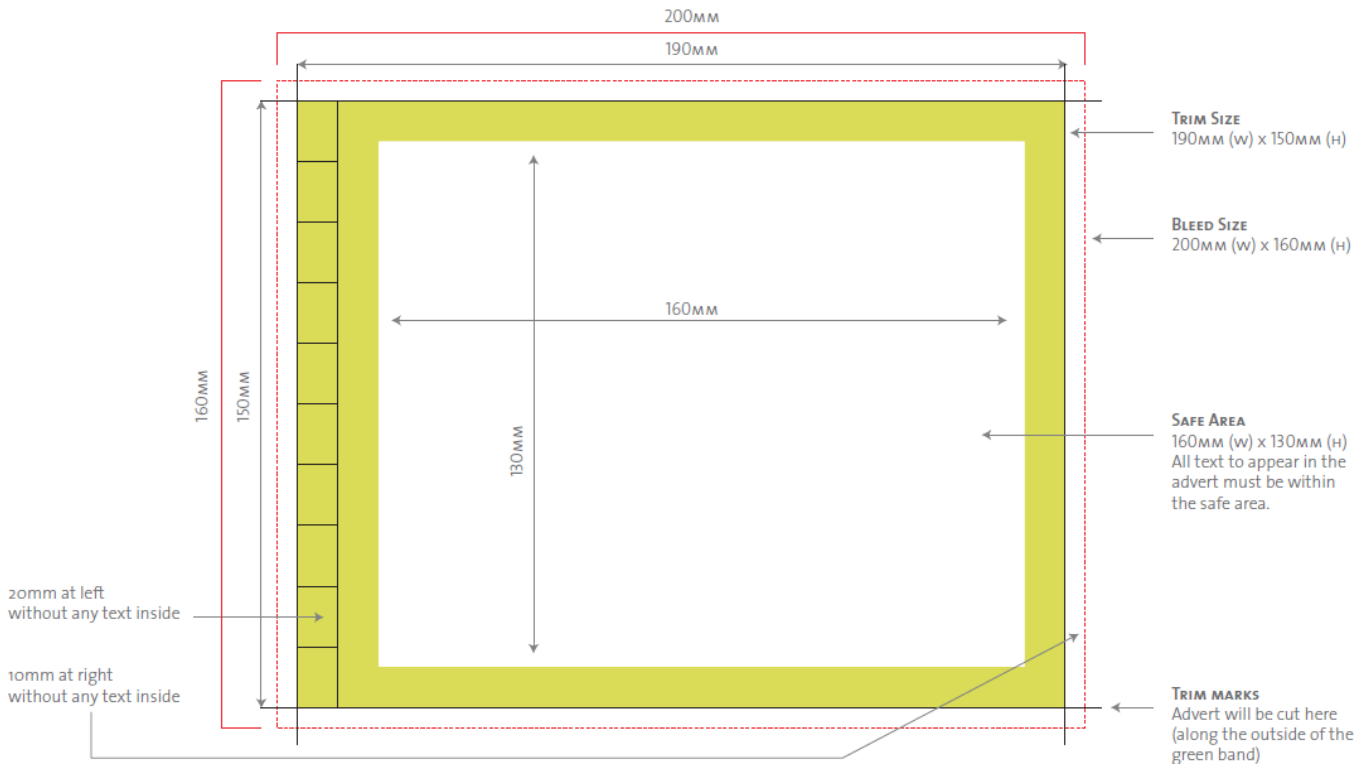 200MM
190MM
TRIM SIZE
190MM (W) X 150MM (H)
BLEED SIZE
200MM (W) X 160MM (H)
160MM
160MM
150MM
130MM
SAFE AREA
160MM (W) X 130MM (H)
All text to appear in the
advert must be within
the safe area.
20mm at left
without any text inside
10mm at right
without any text inside
TRIM MARKS
Advert will be cut here
(along the outside of the
green band)